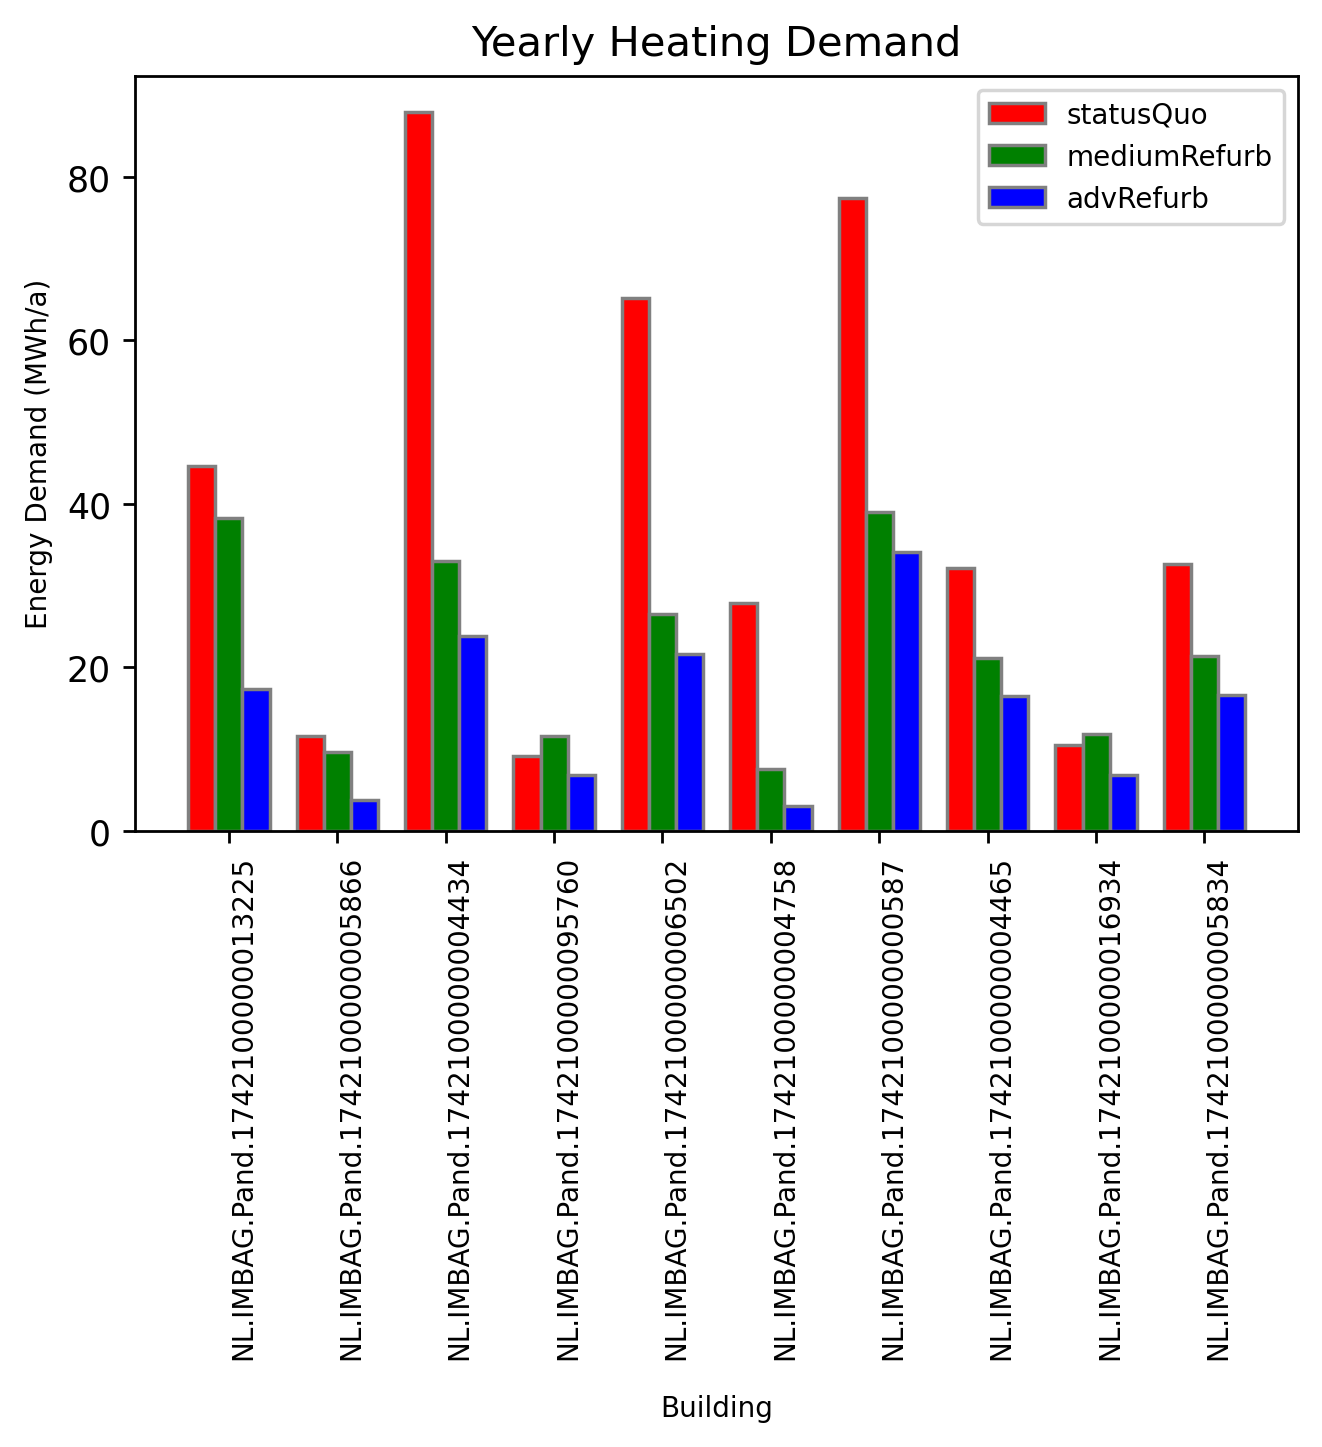 Yearly Heating Demand
statusQuo
mediumRefurb
advRefurb
Energy Demand (MWh/a)
80
60
40
20
0
NL.IMBAG.Pand.1742100000013225
NL.IMBAG.Pand.1742100000005866
NL.IMBAG.Pand.1742100000004434
NL.IMBAG.Pand.1742100000095760
NL.IMBAG.Pand.1742100000006502
NL.IMBAG.Pand.1742100000004758
NL.IMBAG.Pand.1742100000000587
NL.IMBAG.Pand.1742100000004465
NL.IMBAG.Pand.1742100000016934
NL.IMBAG.Pand.1742100000005834
Building